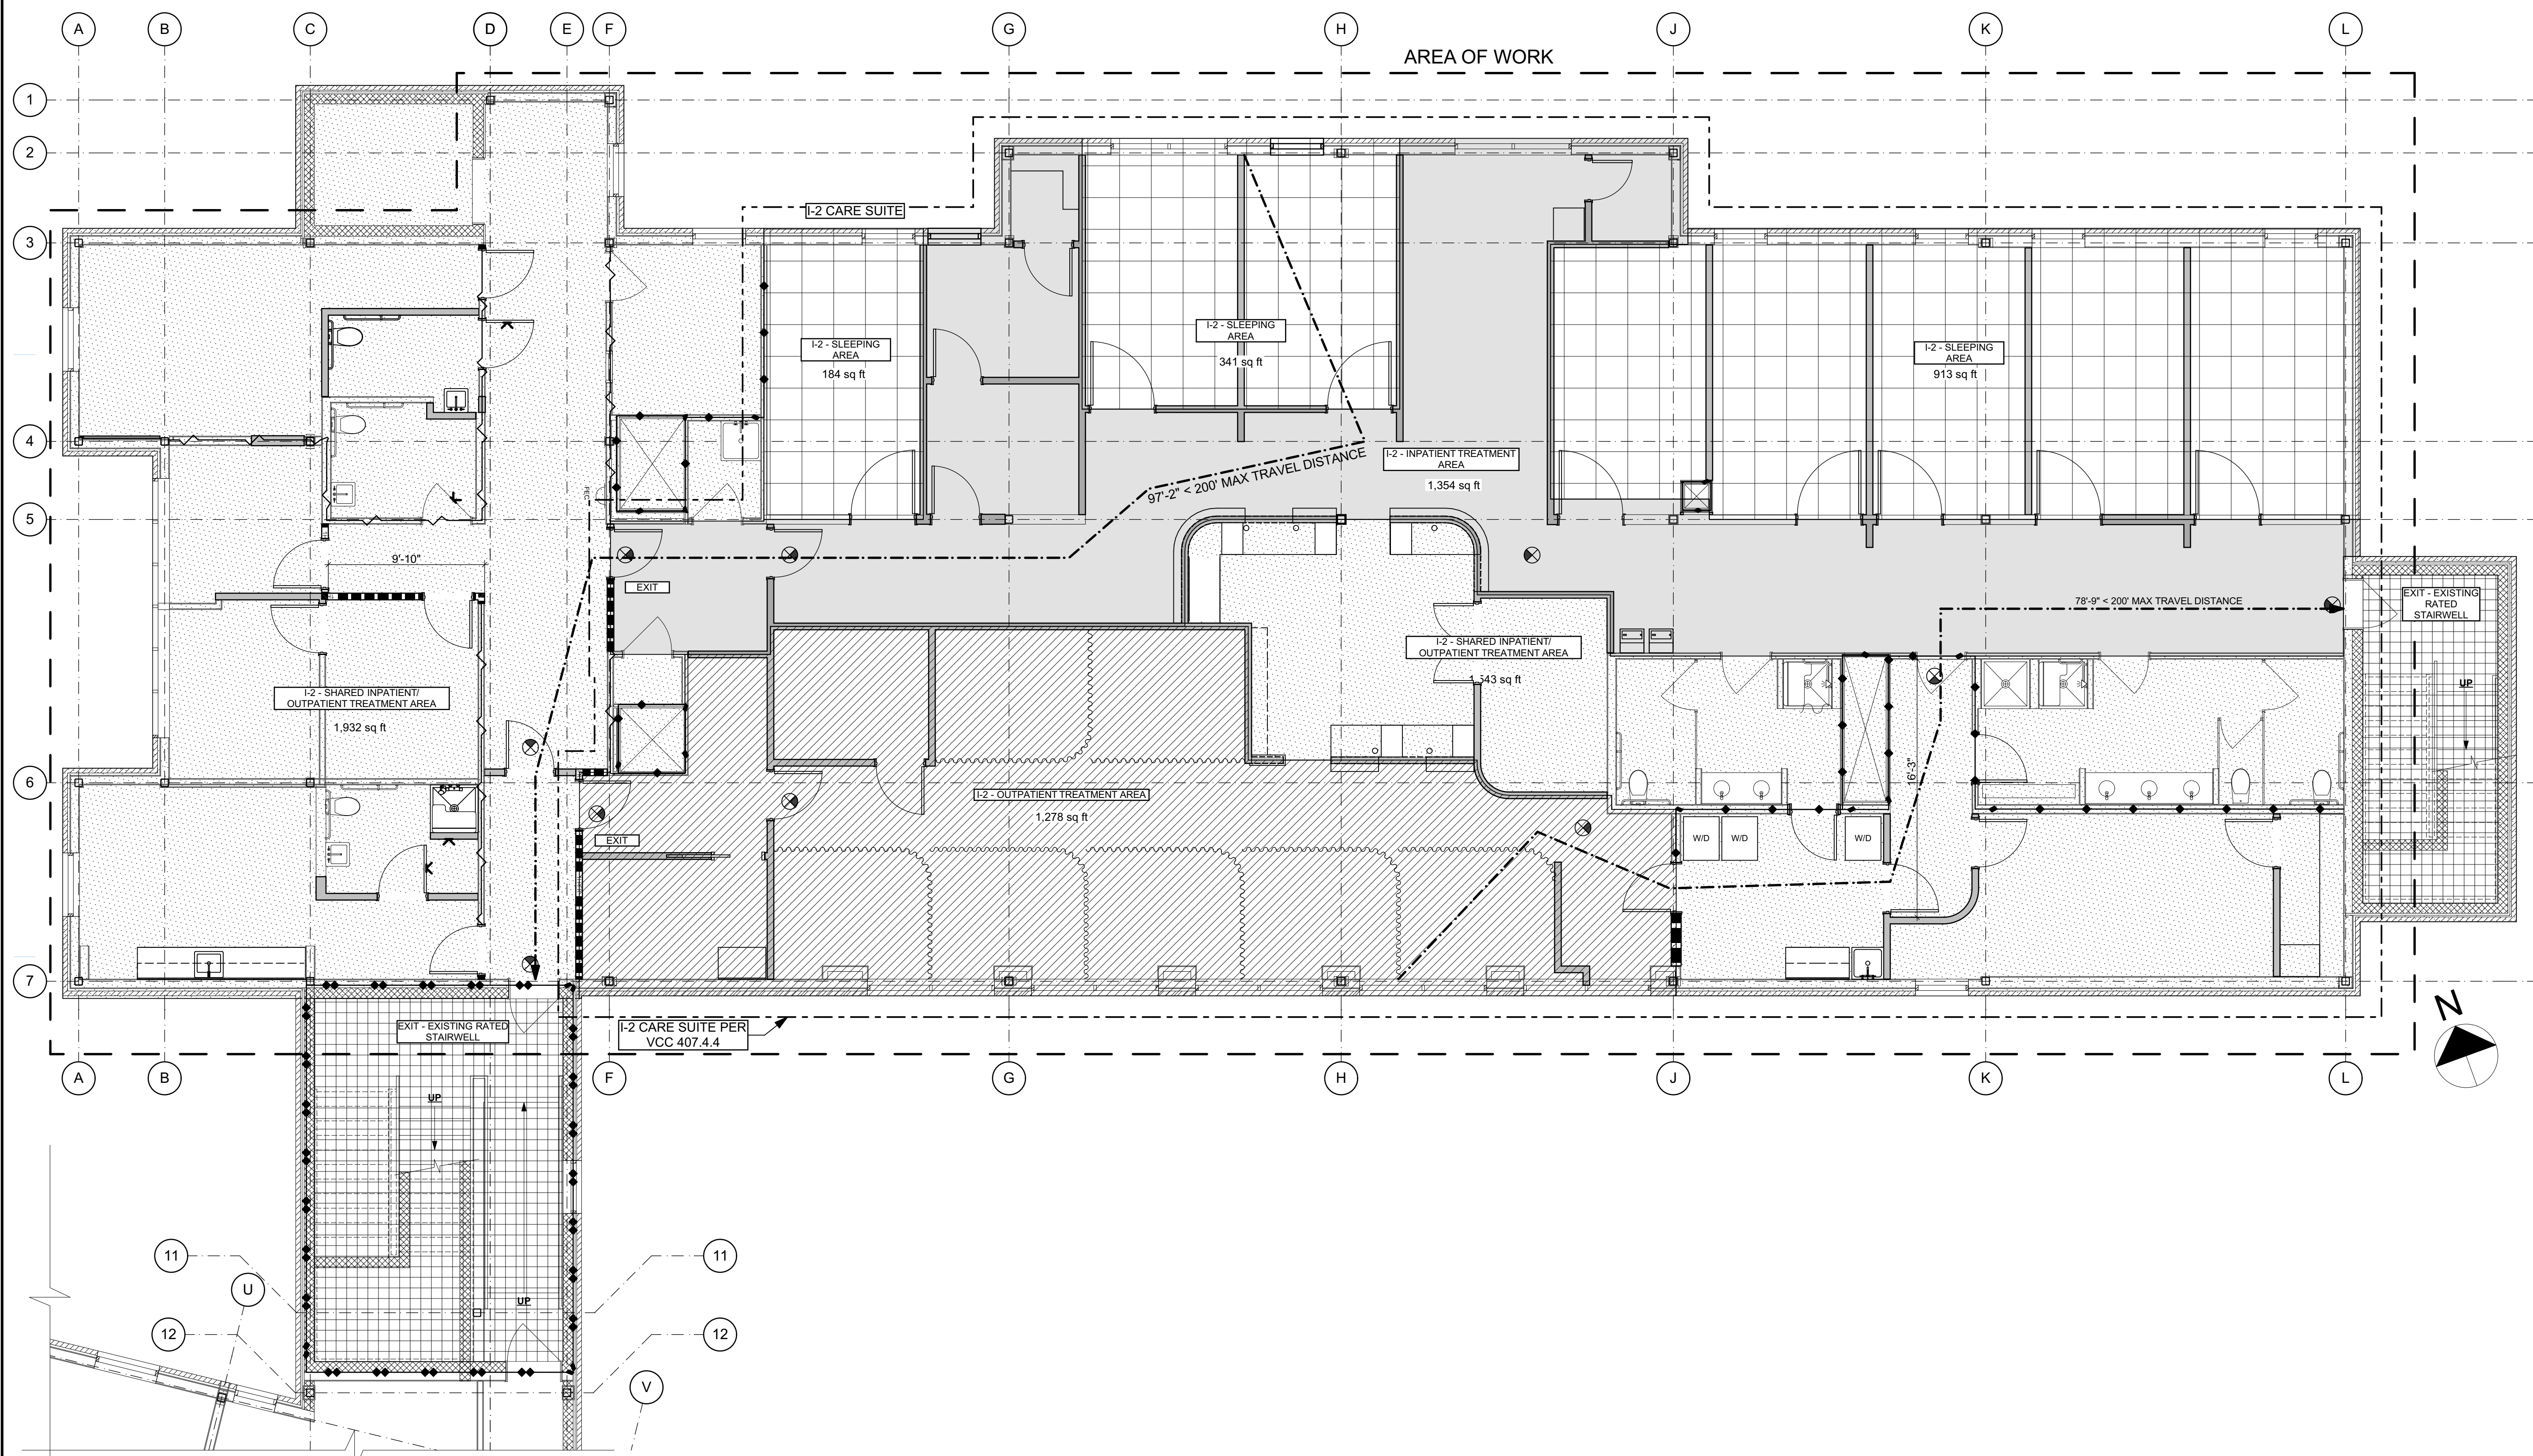 A B C D E F G H J K L
AREA OF WORK
1
2
I-2 CARE SUITE
3
I-2 - SLEEPING
AREA
184 sq ft
I-2 - SLEEPING
AREA
341 sq ft
I-2 - SLEEPING
AREA
913 sq ft
4
97'-2" < 200' MAX TRAVEL DISTANCE
I-2 - INPATIENT TREATMENT
AREA
1,354 sq ft
FEC
5
9'-10"
EXIT
78'-9" < 200' MAX TRAVEL DISTANCE
EXIT - EXISTING
RATED
STAIRWELL
I-2 - SHARED INPATIENT/
OUTPATIENT TREATMENT AREA
1,543 sq ft
UP
I-2 - SHARED INPATIENT/
OUTPATIENT TREATMENT AREA
1,932 sq ft
16'-3"
6
I-2 - OUTPATIENT TREATMENT AREA
1,278 sq ft
EXIT
W/D W/D W/D
7
EXIT - EXISTING RATED
STAIRWELL
I-2 CARE SUITE PER
VCC 407.4.4
N
A B F G H J K L
UP
11 11
U
UP
12 12
V